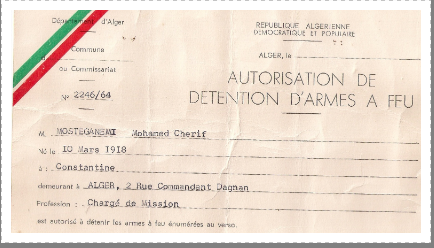 Département d'Alger
REPUBLIQUE ALGERIENNE
DEMOCRATIQUE ET POPULAIRE
Commune
ou Commissariat
ALGER, le
N° 2246/64
AUTORISATION DE
DETENTION D'ARMES A FEU
M. MOSTEGANEMI Mohamed Cherif
Né le 10 Mars 1918
à : Constantine
demeurant à ALGER, 2 Rue Commandant Dagnan
Profession : Chargé de Mission
est autorisé à détenir les armes à feu énumérées au verso.